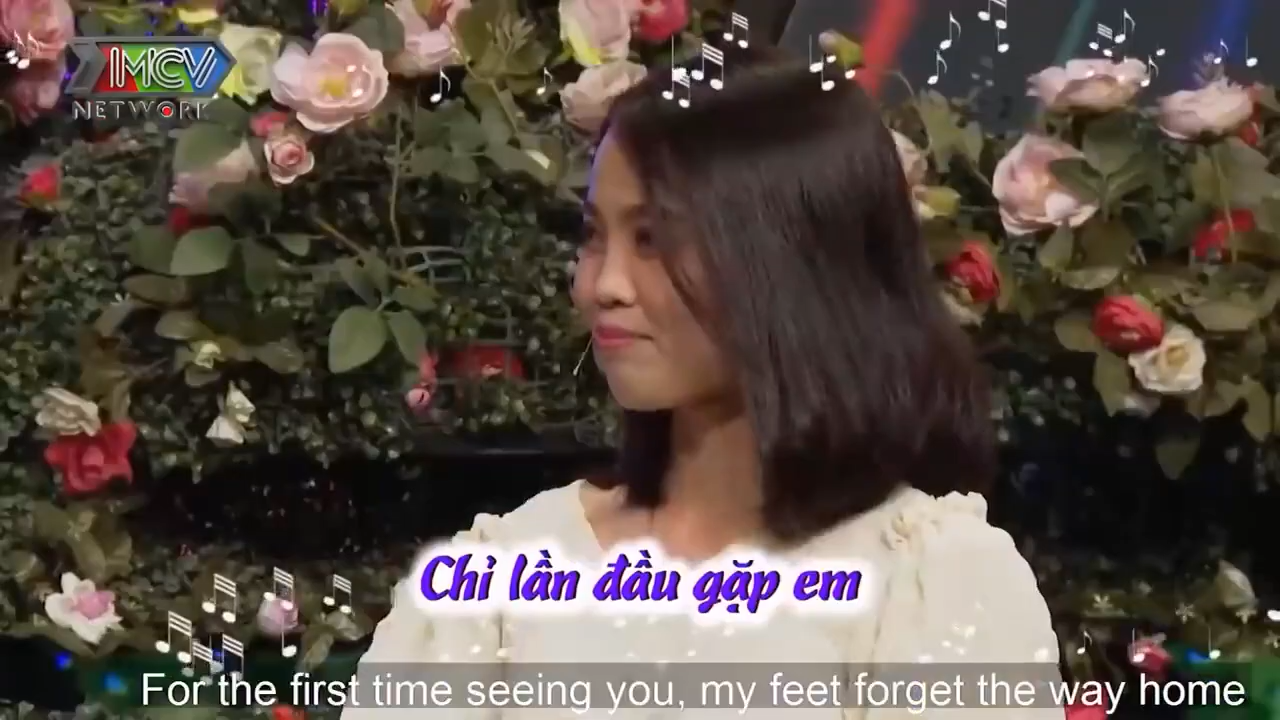 MCV
NETWORK
Chỉ lần đầu gặp em
For the first time seeing you, my feet forget the way home